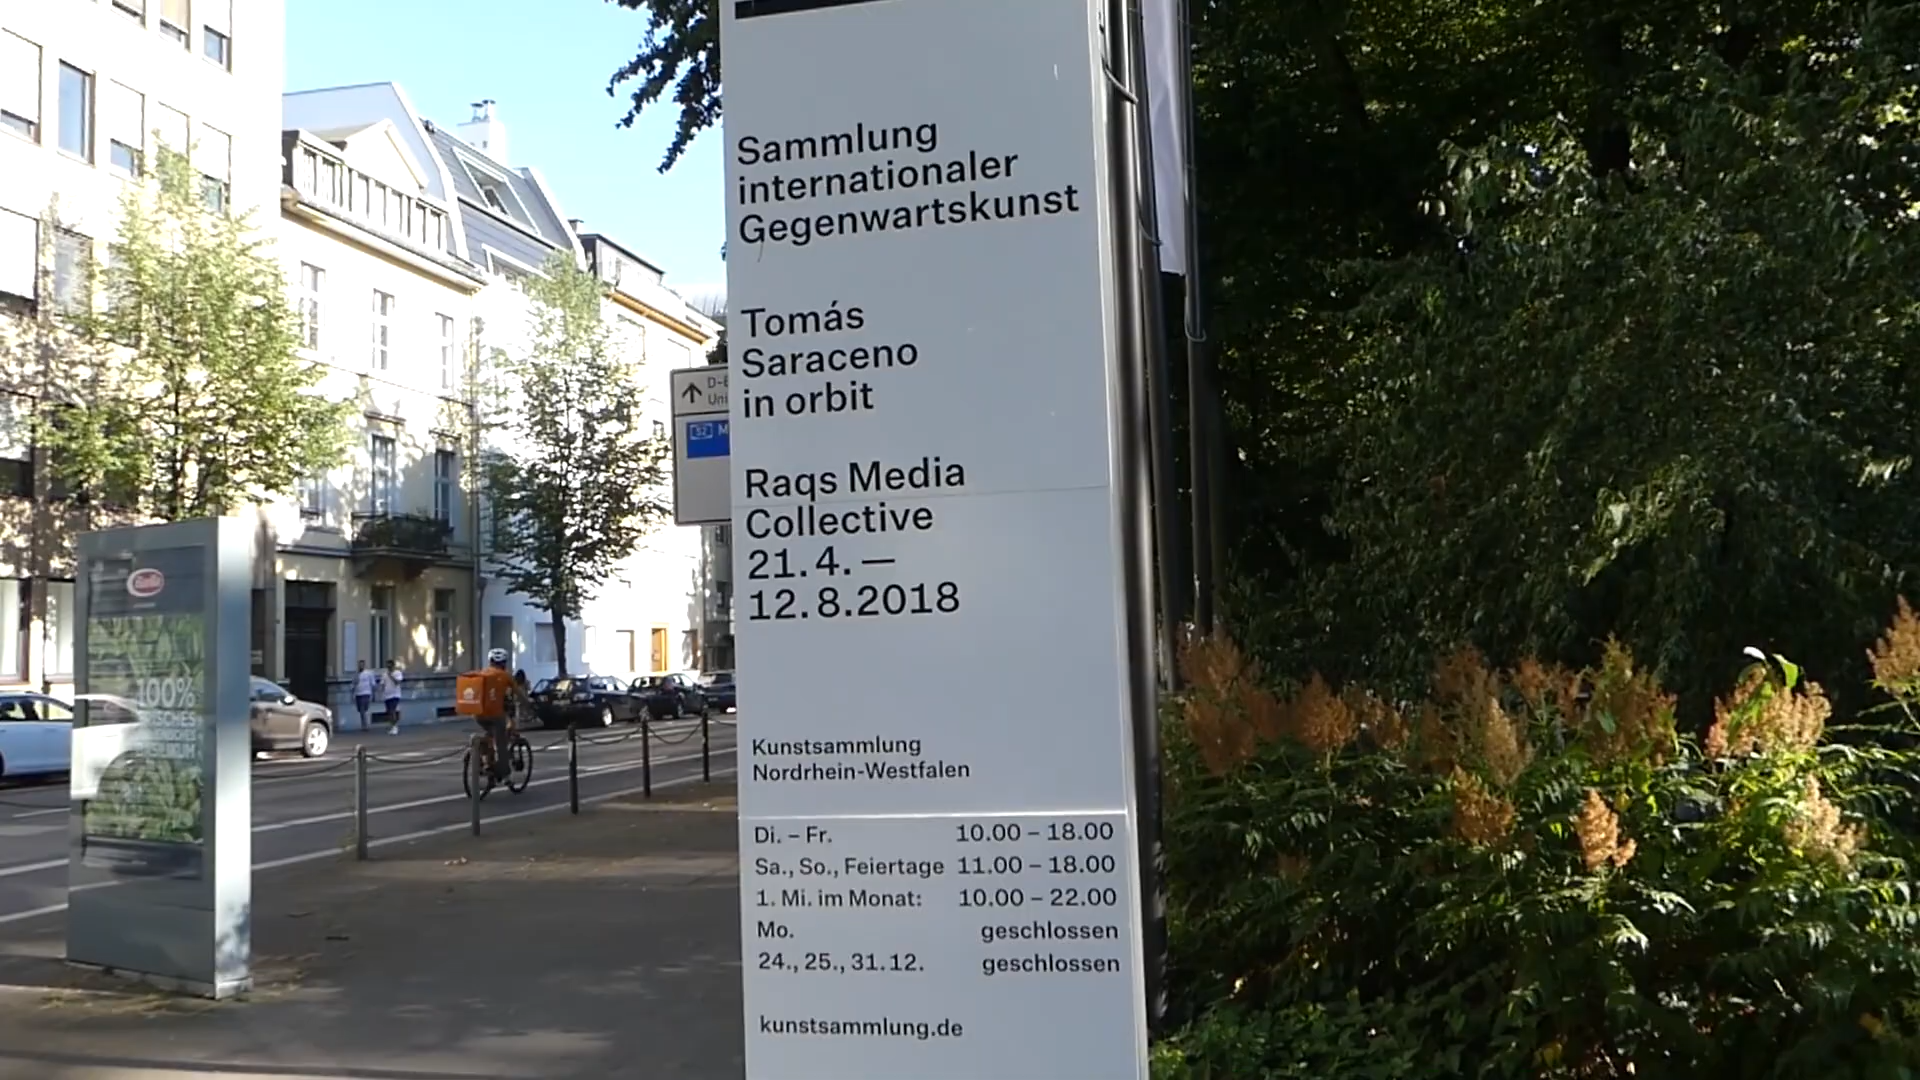 Sammlung
internationaler
Gegenwartskunst
Tomás
Saraceno
in orbit
Raqs Media
Collective
21. 4. —
12. 8. 2018
Kunstsammlung
Nordrhein-Westfalen
Di. – Fr. 10.00 – 18.00
Sa., So., Feiertage 11.00 – 18.00
1. Mi. im Monat: 10.00 – 22.00
Mo. geschlossen
24., 25., 31. 12. geschlossen
kunstsammlung.de
52 M
100%